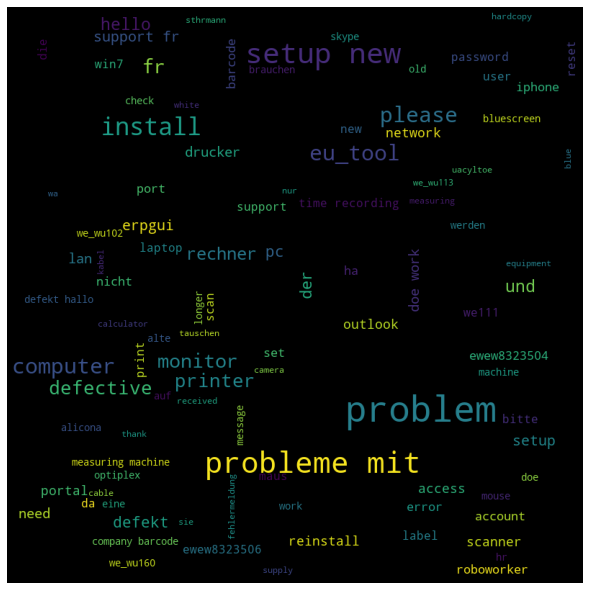 hardcopy
sthrmann
hello
support fr
skype
setup new
die
barcode
reset
win7
fr
brauchen
old
password
user
iphone
check
white
install
please
network
new
bluescreen
drucker
eu_tool
blue
uacyltoe
we_wu113
wa
port
nur
support
time recording
measuring
erpgui
we_wu102
werden
laptop
rechner
pc
lan
kabel
nicht
ha
doe work
equipment
der
und
defekt hallo
longer
scan
we111
calculator
outlook
alte
tauschen
print
set
ewew8323504
computer
monitor
camera
machine
printer
defective
auf
received
problem
message
bitte
alicona
thank
setup
measuring machine
probleme mit
optiplex
maus
doe
portal
cable
access
mouse
da
eine
fehlermeldung
work
error
need
defekt
sie
account
label
company barcode
ewew8323506
reinstall
scanner
hr
we_wu160
supply
roboworker